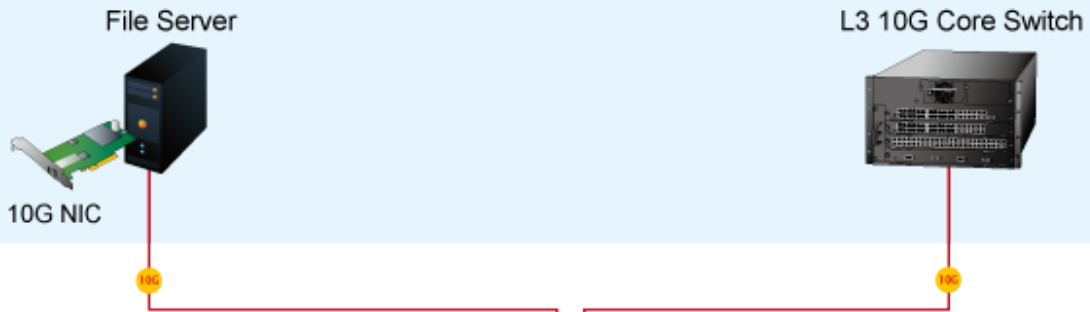 File Server
L3 10G Core Switch
10G NIC
10G
10G